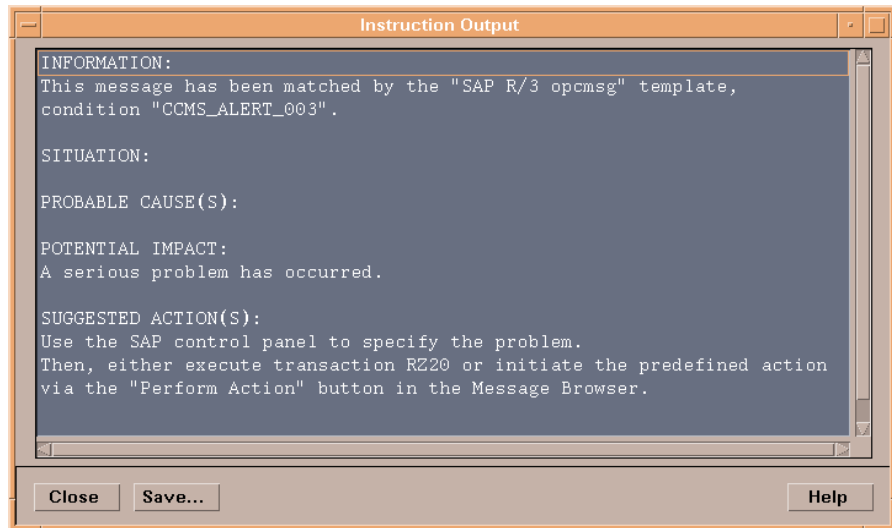 Instruction Output
INFORMATION:
This message has been matched by the "SAP R/3 opcmsg" template,
condition "CCMS_ALERT_003".
SITUATION:
PROBABLE CAUSE(S):
POTENTIAL IMPACT:
A serious problem has occurred.
SUGGESTED ACTION(S):
Use the SAP control panel to specify the problem.
Then, either execute transaction RZ20 or initiate the predefined action
via the "Perform Action" button in the Message Browser.
Close
Save...
Help